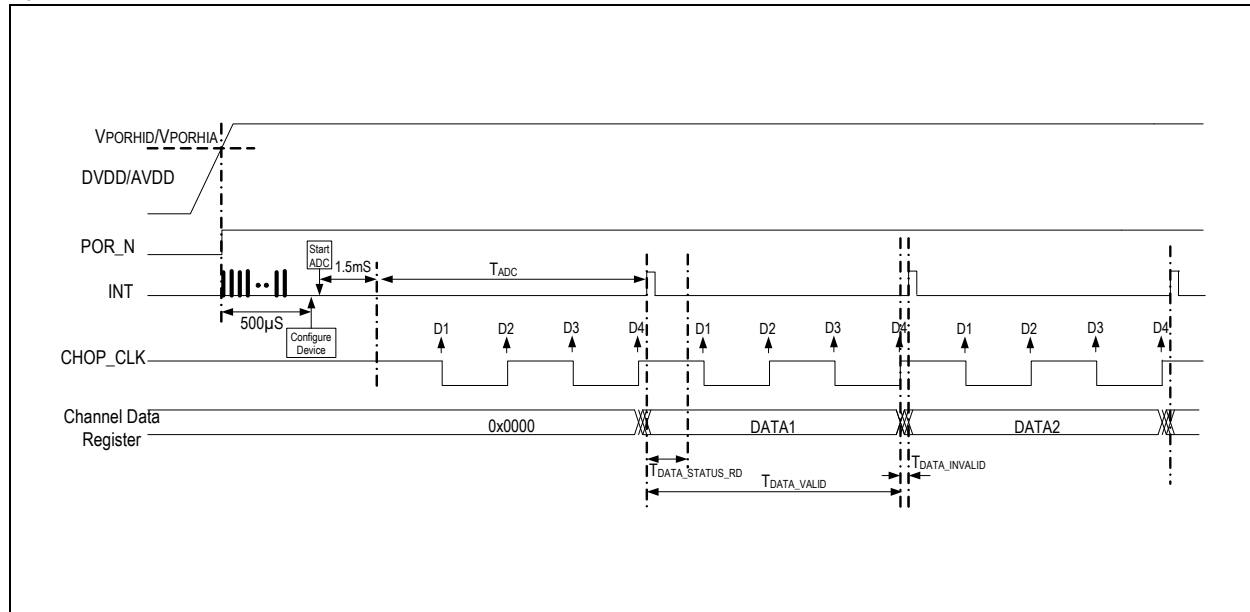 VPORHID/VPORHIA
DVDD/AVDD
POR_N
Start
ADC
1.5mS
TADC
INT
500µS
Configure
Device
D1 D2 D3 D4 D1 D2 D3 D4 D1 D2 D3 D4
CHOP_CLK
Channel Data
Register
0x0000 DATA1 DATA2
TDATA_STATUS_RD
TDATA_INVALID
TDATA_VALID